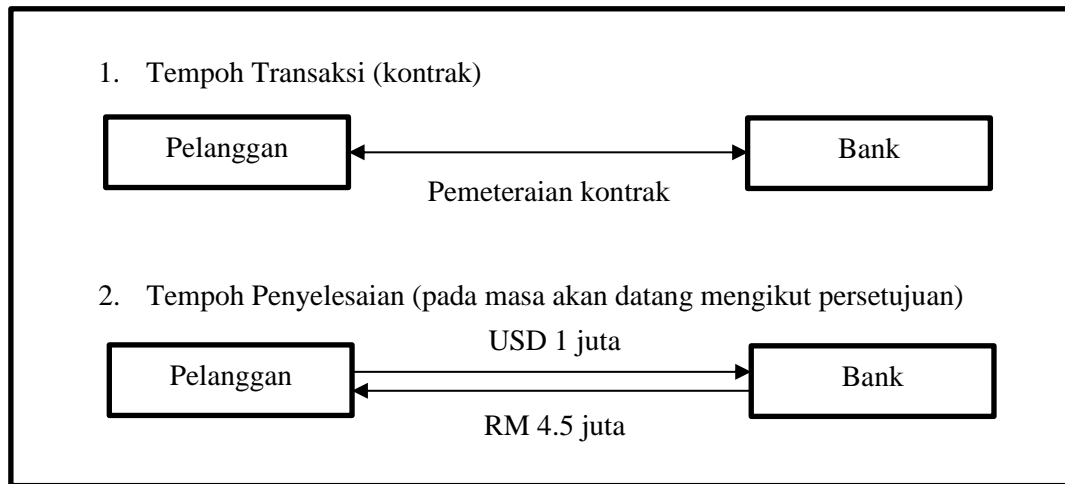 1. Tempoh Transaksi (kontrak)
Pelanggan
Bank
Pemeteraian kontrak
2. Tempoh Penyelesaian (pada masa akan datang mengikut persetujuan)
USD 1 juta
Pelanggan
Bank
RM 4.5 juta